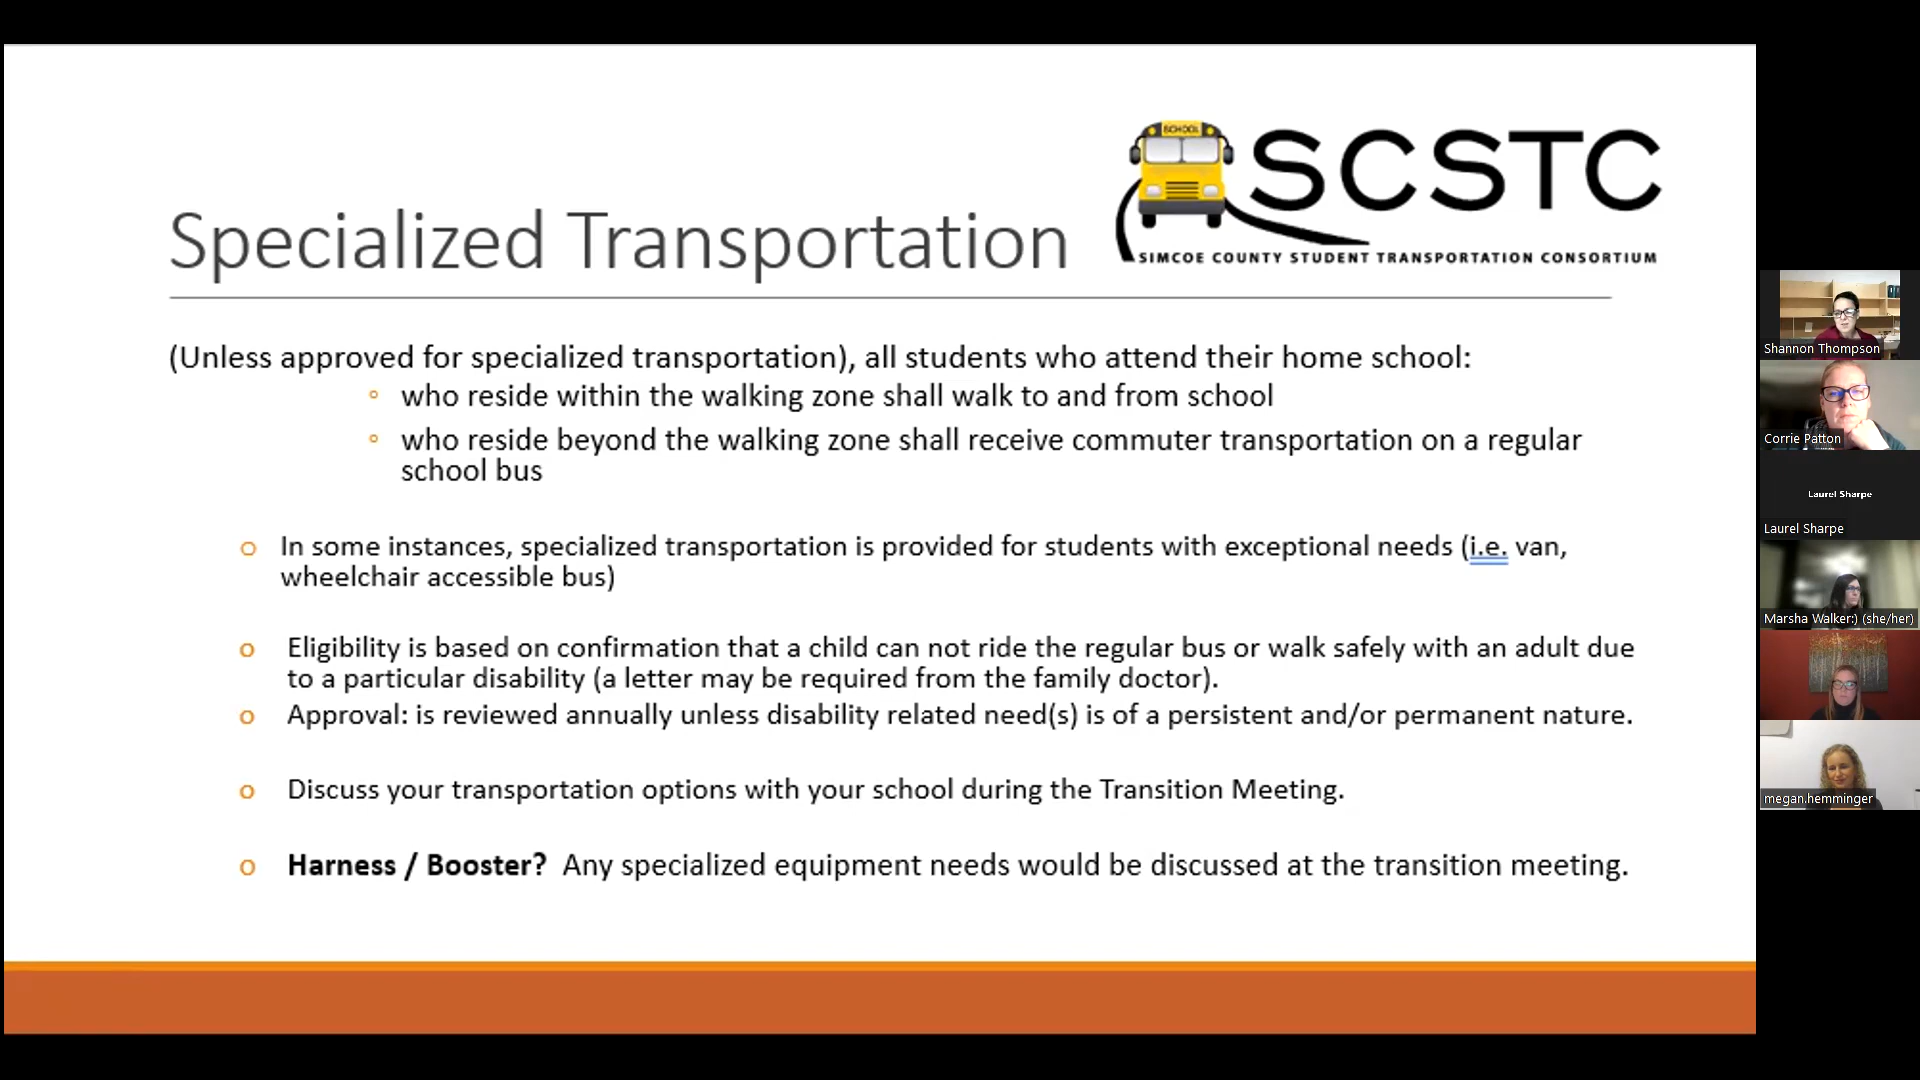 SCHOOL
SCSTC
SIMCOE COUNTY STUDENT TRANSPORTATION CONSORTIUM
Specialized Transportation
(Unless approved for specialized transportation), all students who attend their home school:
who reside within the walking zone shall walk to and from school
who reside beyond the walking zone shall receive commuter transportation on a regular
school bus
In some instances, specialized transportation is provided for students with exceptional needs (i.e. van,
wheelchair accessible bus)
Eligibility is based on confirmation that a child can not ride the regular bus or walk safely with an adult due
to a particular disability (a letter may be required from the family doctor).
Approval: is reviewed annually unless disability related need(s) is of a persistent and/or permanent nature.
Discuss your transportation options with your school during the Transition Meeting.
Harness / Booster? Any specialized equipment needs would be discussed at the transition meeting.
Shannon Thompson
Corrie Patton
Laurel Sharpe
Laurel Sharpe
Marsha Walker:) (she/her)
megan.hemminger